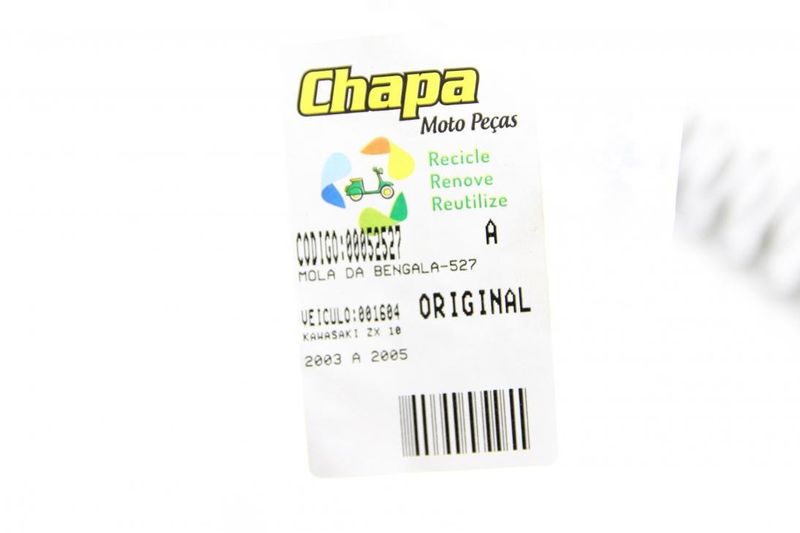 Chapa
Moto Peças
Recicle
Renove
Reutilize
CODIGO:00052527
A
MOLA DA BENGALA-527
VEICULO:001604
ORIGINAL
KAWASAKI ZX 10
2003 A 2005